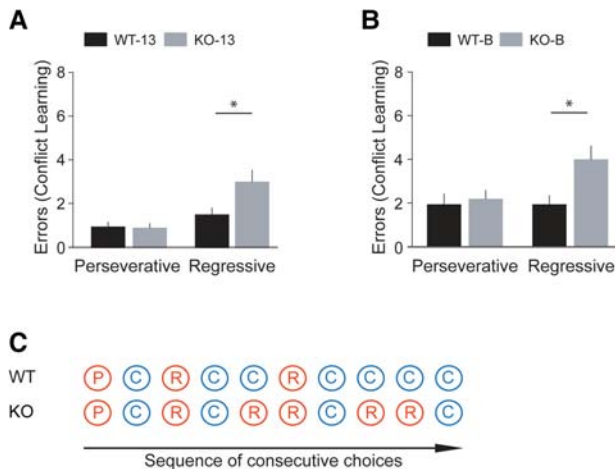 A
WT-13 KO-13
Errors (Conflict Learning)
8
6
4
2
0
*
Perseverative Regressive
B
WT-B KO-B
Errors (Conflict Learning)
8
6
4
2
0
*
Perseverative Regressive
C
WT P C R C C R C C C C
KO P C R C R R C R R C
Sequence of consecutive choices